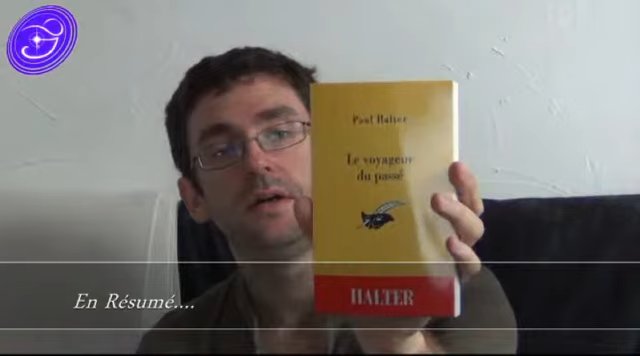 Paul Halter
Le voyageur
du passé
HALTER
En Résumé....